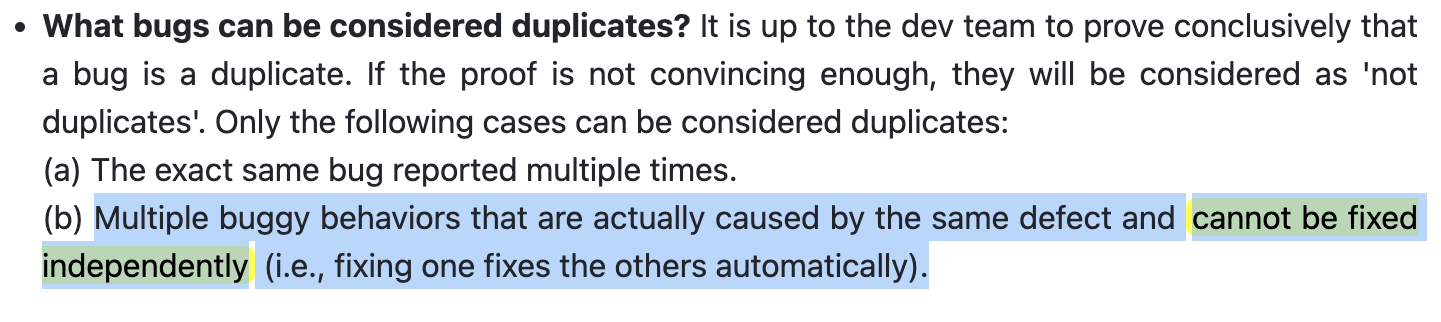 • What bugs can be considered duplicates? It is up to the dev team to prove conclusively that
a bug is a duplicate. If the proof is not convincing enough, they will be considered as 'not
duplicates'. Only the following cases can be considered duplicates:
(a) The exact same bug reported multiple times.
(b) Multiple buggy behaviors that are actually caused by the same defect and cannot be fixed
independently (i.e., fixing one fixes the others automatically).